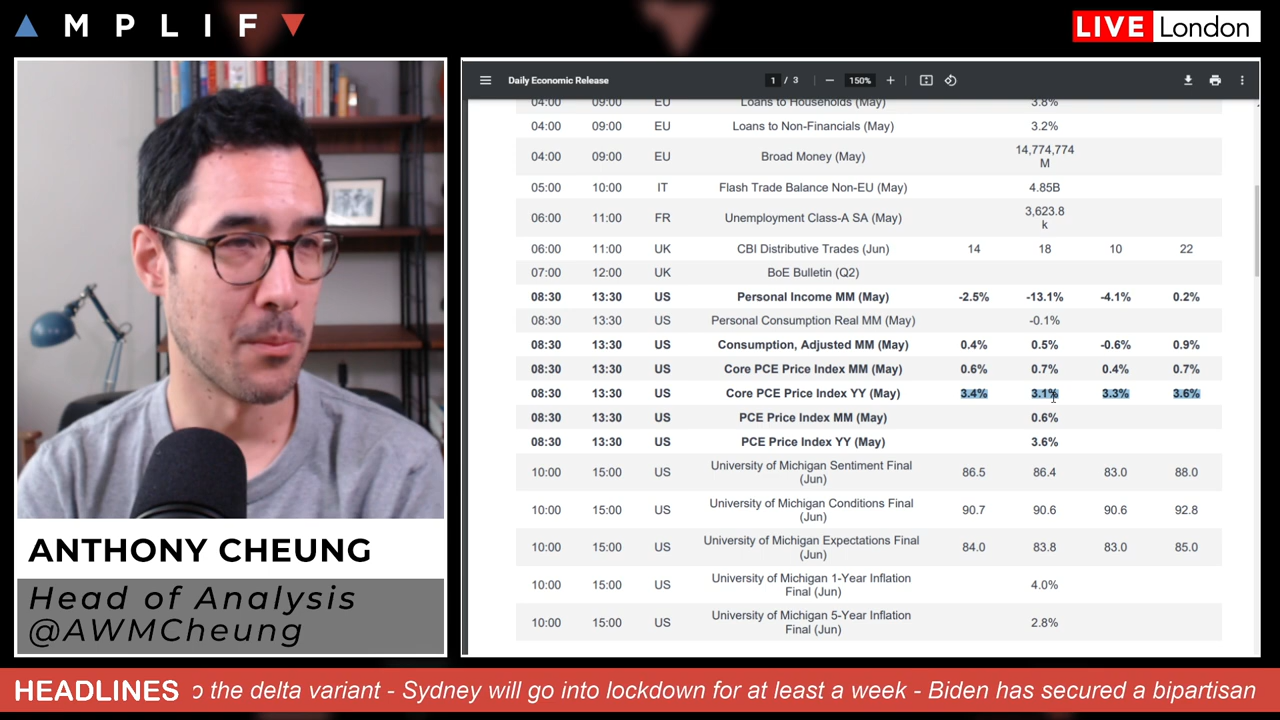 ▲ M P L I F ▼
LIVE London
Daily Economic Release
1 / 3
150%
04:00 09:00 EU Loans to Households (May) 3.8%
04:00 09:00 EU Loans to Non-Financials (May) 3.2%
04:00 09:00 EU Broad Money (May) 14,774,774
M
05:00 10:00 IT Flash Trade Balance Non-EU (May) 4.85B
06:00 11:00 FR Unemployment Class-A SA (May) 3,623.8
k
06:00 11:00 UK CBI Distributive Trades (Jun) 14 18 10 22
07:00 12:00 UK BoE Bulletin (Q2)
08:30 13:30 US Personal Income MM (May) -2.5% -13.1% -4.1% 0.2%
08:30 13:30 US Personal Consumption Real MM (May) -0.1%
08:30 13:30 US Consumption, Adjusted MM (May) 0.4% 0.5% -0.6% 0.9%
08:30 13:30 US Core PCE Price Index MM (May) 0.6% 0.7% 0.4% 0.7%
08:30 13:30 US Core PCE Price Index YY (May) 3.4% 3.1% 3.3% 3.6%
08:30 13:30 US PCE Price Index MM (May) 0.6%
08:30 13:30 US PCE Price Index YY (May) 3.6%
10:00 15:00 US University of Michigan Sentiment Final
(Jun) 86.5 86.4 83.0 88.0
10:00 15:00 US University of Michigan Conditions Final
(Jun) 90.7 90.6 90.6 92.8
10:00 15:00 US University of Michigan Expectations Final
(Jun) 84.0 83.8 83.0 85.0
10:00 15:00 US University of Michigan 1-Year Inflation
Final (Jun) 4.0%
10:00 15:00 US University of Michigan 5-Year Inflation
Final (Jun) 2.8%
ANTHONY CHEUNG
Head of Analysis
@AWMCheung
HEADLINES o the delta variant - Sydney will go into lockdown for at least a week - Biden has secured a bipartisan